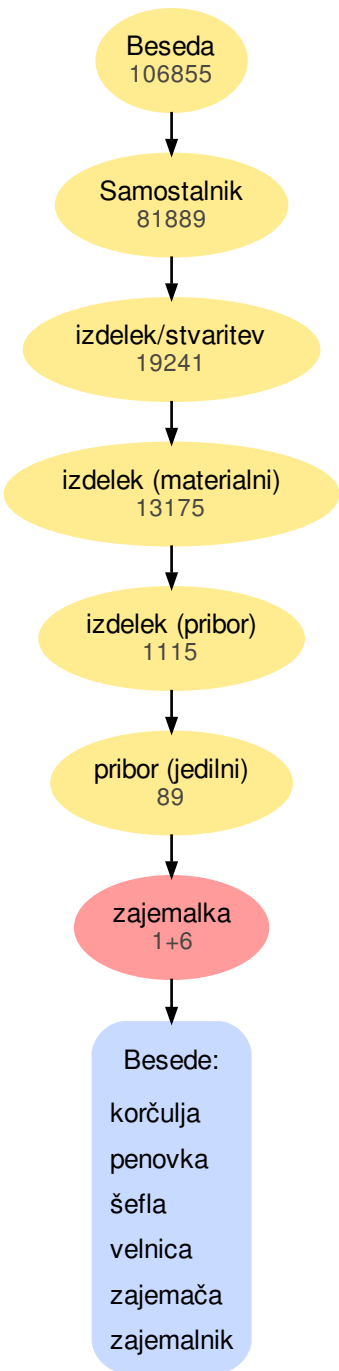 Beseda
106855
Samostalnik
81889
izdelek/stvaritev
19241
izdelek (materialni)
13175
izdelek (pribor)
1115
pribor (jedilni)
89
zajemalka
1+6
Besede:
korčulja
penovka
šefla
velnica
zajemača
zajemalnik